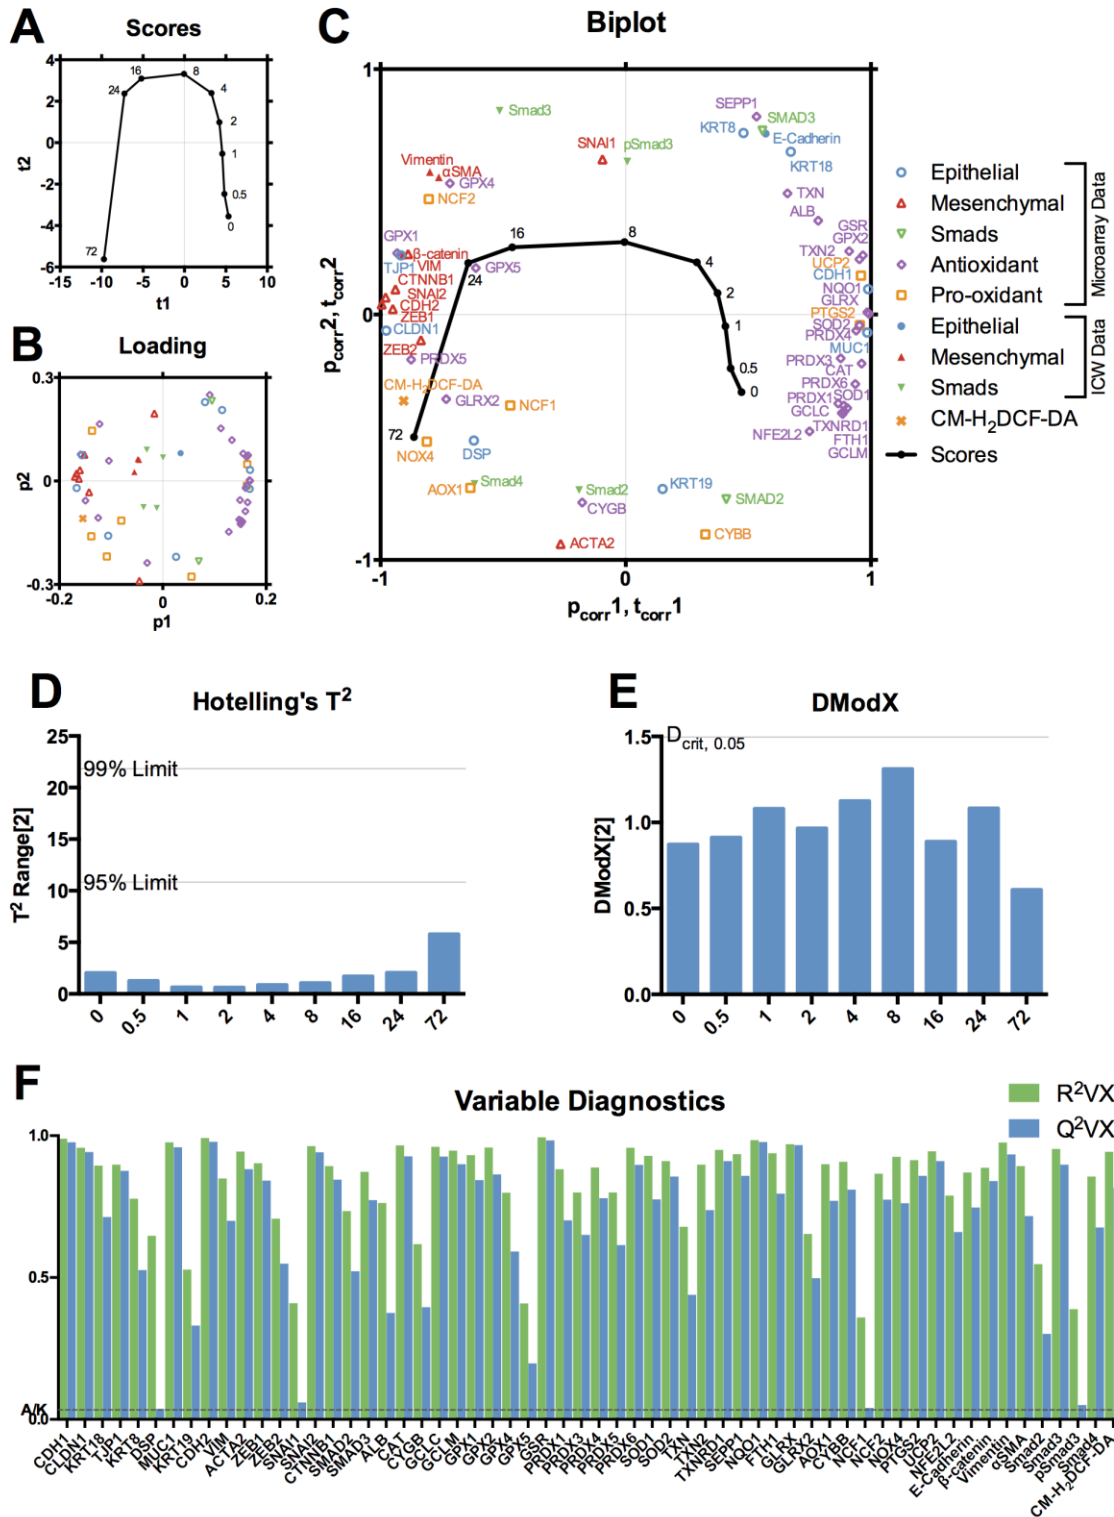 A
Scores
4
2
0
-2
-4
-6
t2
-15
-10
-5
0
5
10
t1
16
8
24
4
2
1
0.5
0
72
B
Loading
0.3
0
-0.3
p2
-0.2
0
0.2
p1
C
Biplot
1
0
-1
p_corr2, t_corr2
-1
0
1
p_corr1, t_corr1
Smad3
SEPP1
SMAD3
KRT8
E-Cadherin
KRT18
SNAI1
pSmad3
Vimentin
αSMA
GPX4
NCF2
TXN
ALB
GSR
GPX2
TXN2
UCP2
CDH1
NQO1
GLRX
PTGS2
SOD2
PRDX4
MUC1
GPX1
β-catenin
TJP1
VIM
CTNNB1
SNAI2
CDH2
ZEB1
CLDN1
ZEB2
PRDX5
GPX5
16
8
24
4
2
1
0.5
0
72
PRDX3
CAT
PRDX6
PRDX1
SOD1
GCLC
TXNRD1
NFE2L2
FTH1
GCLM
CM-H₂DCF-DA
GLRX2
NCF1
NOX4
DSP
AOX1
Smad4
Smad2
CYGB
KRT19
SMAD2
CYBB
ACTA2
Epithelial
Mesenchymal
Smads
Antioxidant
Pro-oxidant
Epithelial
Mesenchymal
Smads
CM-H₂DCF-DA
Scores
Microarray Data
ICW Data
D
Hotelling's T²
25
20
15
10
5
0
T² Range[2]
99% Limit
95% Limit
0
0.5
1
2
4
8
16
24
72
E
DModX
1.5
1.0
0.5
0.0
DModX[2]
D_crit, 0.05
0
0.5
1
2
4
8
16
24
72
F
Variable Diagnostics
R²VX
Q²VX
1.0
0.5
A/K
0.0
CDH1
CLDN1
KRT18
TJP1
KRT8
DSP
MUC1
KRT19
CDH2
VIM
ACTA2
ZEB1
ZEB2
SNAI1
SNAI2
CTNNB1
SMAD2
SMAD3
ALB
CAT
CYGB
GCLC
GCLM
GPX1
GPX2
GPX4
GPX5
GSR
PRDX1
PRDX3
PRDX4
PRDX5
PRDX6
SOD1
SOD2
TXN
TXN2
TXNRD1
SEPP1
NQO1
FTH1
GLRX
GLRX2
AOX1
CYBB
NCF1
NCF2
NOX4
PTGS2
UCP2
NFE2L2
E-Cadherin
β-catenin
Vimentin
αSMA
Smad2
Smad3
pSmad3
Smad4
CM-H₂DCF-DA